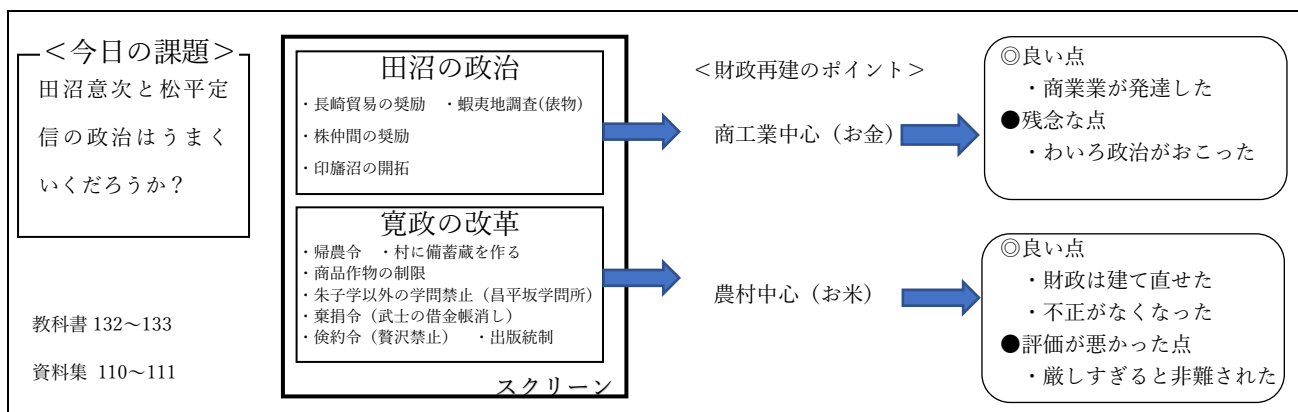 ＜今日の課題＞
田沼意次と松平定
信の政治はうまく
いくだろうか？
教科書 132～133
資料集 110～111
田沼の政治
・長崎貿易の奨励　・蝦夷地調査(俵物)
・株仲間の奨励
・印旛沼の開拓
寛政の改革
・帰農令　・村に備蓄蔵を作る
・商品作物の制限
・朱子学以外の学問禁止（昌平坂学問所）
・棄捐令（武士の借金帳消し）
・倹約令（贅沢禁止）　・出版統制
スクリーン
＜財政再建のポイント＞
商工業中心（お金）
農村中心（お米）
◎良い点
・商業業が発達した
●残念な点
・わいろ政治がおこった
◎良い点
・財政は建て直せた
・不正がなくなった
●評価が悪かった点
・厳しすぎると非難された